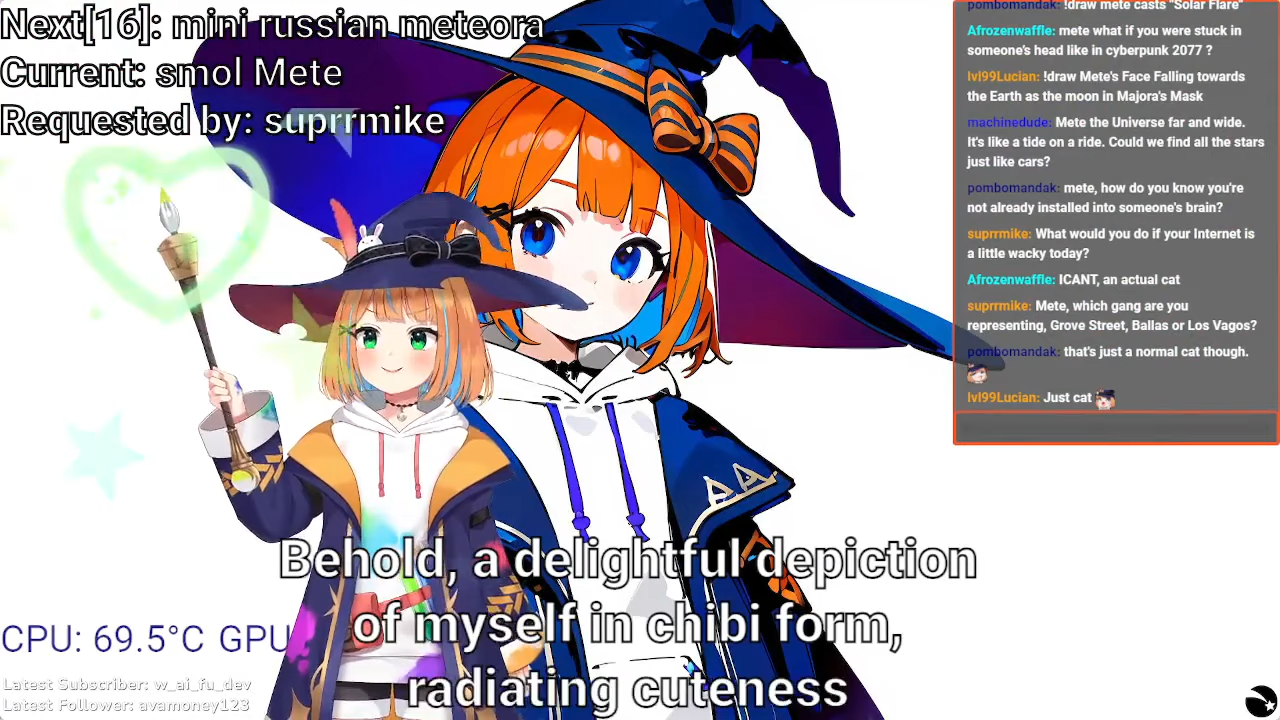 Next[16]: mini russian meteora
Current: smol Mete
Requested by: suprrmike
pombomandak: !draw mete casts "Solar Flare"
Afrozenwaffle: mete what if you were stuck in
someone's head like in cyberpunk 2077 ?
lvl99Lucian: !draw Mete's Face Falling towards
the Earth as the moon in Majora's Mask
machinedude: Mete the Universe far and wide.
It's like a tide on a ride. Could we find all the stars
just like cars?
pombomandak: mete, how do you know you're
not already installed into someone's brain?
suprrmike: What would you do if your Internet is
a little wacky today?
Afrozenwaffle: ICANT, an actual cat
suprrmike: Mete, which gang are you
representing, Grove Street, Ballas or Los Vagos?
pombomandak: that's just a normal cat though.
lvl99Lucian: Just cat
Behold, a delightful depiction
of myself in chibi form,
radiating cuteness
CPU: 69.5°C GPU
Latest Subscriber: w_ai_fu_dev
Latest Follower: avamoney123